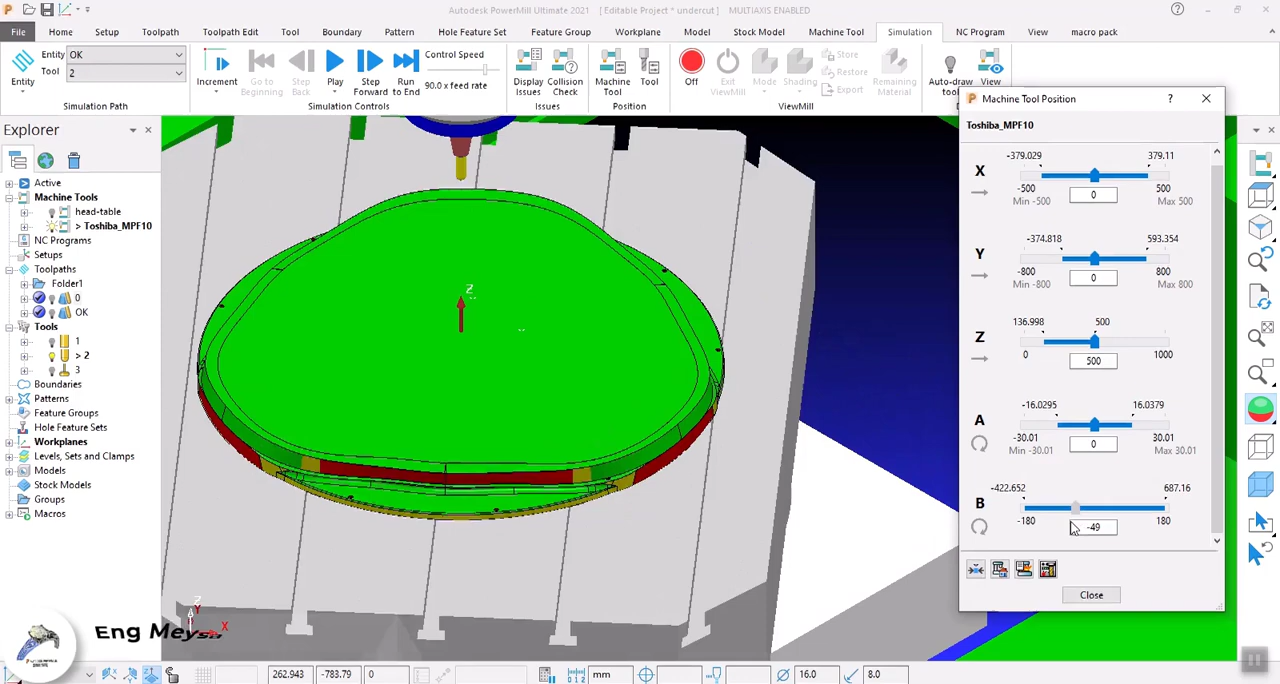 Autodesk PowerMill Ultimate 2021 [ Editable Project * undercut ] MULTIAXIS ENABLED
File Home Setup Toolpath Toolpath Edit Tool Boundary Pattern Hole Feature Set Feature Group Workplane Model Stock Model Machine Tool Simulation NC Program View macro pack
Entity OK
Tool 2
Entity Increment Go to Beginning Step Back Play Step Forward Run to End
Control Speed
90.0 x feed rate
Display Issues Collision Check Machine Tool Tool Off Exit ViewMill Mode Shading Store Restore Export Remaining Material Auto-draw View
Simulation Path Simulation Controls Issues Position ViewMill
Explorer
Active
Machine Tools
head-table
> Toshiba_MPF10
NC Programs
Setups
Toolpaths
Folder1
0
OK
Tools
1
> 2
3
Boundaries
Patterns
Feature Groups
Hole Feature Sets
Workplanes
Levels, Sets and Clamps
Models
Stock Models
Groups
Macros
Z
Z
Y
X
Eng Meys
Machine Tool Position
Toshiba_MPF10
-379.029 379.11
X
-500 500
Min -500 0 Max 500
-374.818 593.354
Y
-800 800
Min -800 0 Max 800
136.998 500
Z
0 1000
500
-16.0295 16.0379
A
-30.01 30.01
Min -30.01 0 Max 30.01
-422.652 687.16
B
-180 180
-49
Close
262.943 -783.79 0 mm 16.0 8.0